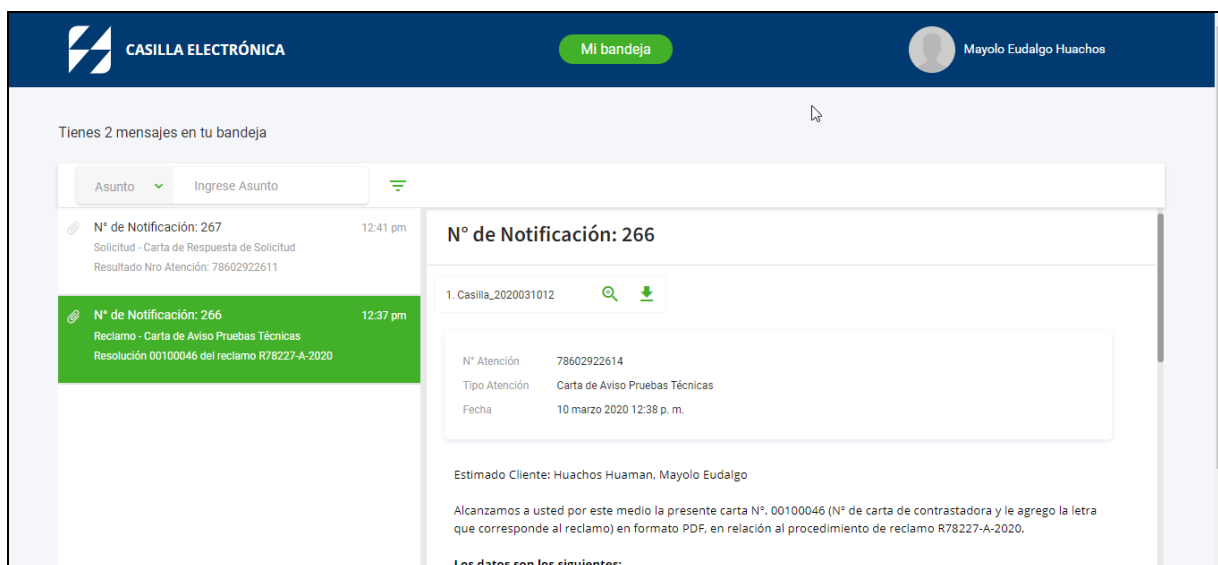 CASILLA ELECTRÓNICA
Mi bandeja
Mayolo Eudalgo Huachos
Tienes 2 mensajes en tu bandeja
Asunto
Ingrese Asunto
N° de Notificación: 267
12:41 pm
Solicitud - Carta de Respuesta de Solicitud
Resultado Nro Atención: 78602922611
N° de Notificación: 266
12:37 pm
Reclamo - Carta de Aviso Pruebas Técnicas
Resolución 00100046 del reclamo R78227-A-2020
N° de Notificación: 266
1. Casilla_2020031012
N° Atención 78602922614
Tipo Atención Carta de Aviso Pruebas Técnicas
Fecha 10 marzo 2020 12:38 p. m.
Estimado Cliente: Huachos Huaman, Mayolo Eudalgo
Alcanzamos a usted por este medio la presente carta N°. 00100046 (N° de carta de contrastadora y le agrego la letra
que corresponde al reclamo) en formato PDF, en relación al procedimiento de reclamo R78227-A-2020.
Los datos son los siguientes: